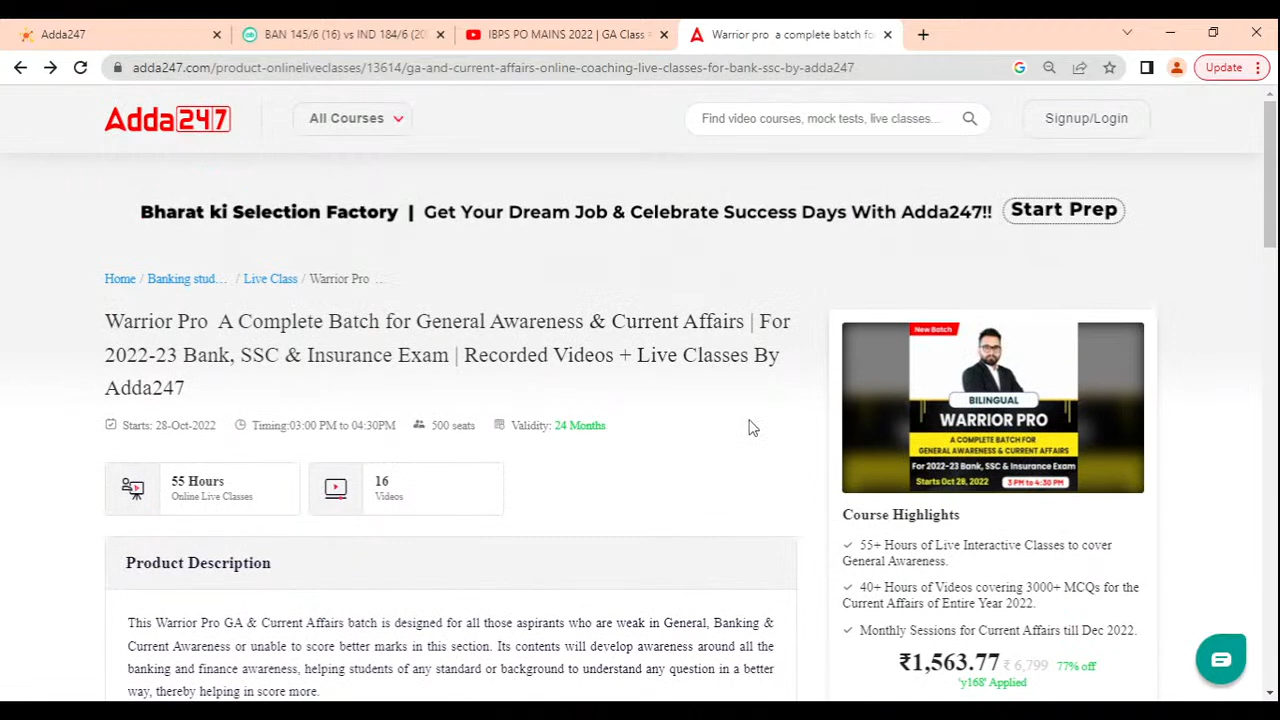 Adda247
BAN 145/6 (16) vs IND 184/6 (20
IBPS PO MAINS 2022 | GA Class
Warrior pro a complete batch fo
adda247.com/product-onlineliveclasses/13614/ga-and-current-affairs-online-coaching-live-classes-for-bank-ssc-by-adda247
Update
Adda247
All Courses
Find video courses, mock tests, live classes...
Signup/Login
Bharat ki Selection Factory | Get Your Dream Job & Celebrate Success Days With Adda247!! Start Prep
Home / Banking stud... / Live Class / Warrior Pro ...
Warrior Pro A Complete Batch for General Awareness & Current Affairs | For
2022-23 Bank, SSC & Insurance Exam | Recorded Videos + Live Classes By
Adda247
Starts: 28-Oct-2022 Timing:03:00 PM to 04:30PM 500 seats Validity: 24 Months
55 Hours
Online Live Classes
16
Videos
Product Description
This Warrior Pro GA & Current Affairs batch is designed for all those aspirants who are weak in General, Banking &
Current Awareness or unable to score better marks in this section. Its contents will develop awareness around all the
banking and finance awareness, helping students of any standard or background to understand any question in a better
way, thereby helping in score more.
New Batch
BILINGUAL
WARRIOR PRO
A COMPLETE BATCH FOR
GENERAL AWARENESS & CURRENT AFFAIRS
For 2022-23 Bank, SSC & Insurance Exam
Starts Oct 28, 2022 3 PM to 4:30 PM
Course Highlights
✓ 55+ Hours of Live Interactive Classes to cover
General Awareness.
✓ 40+ Hours of Videos covering 3000+ MCQs for the
Current Affairs of Entire Year 2022.
✓ Monthly Sessions for Current Affairs till Dec 2022.
₹1,563.77 ₹ 6,799 77% off
'y168' Applied